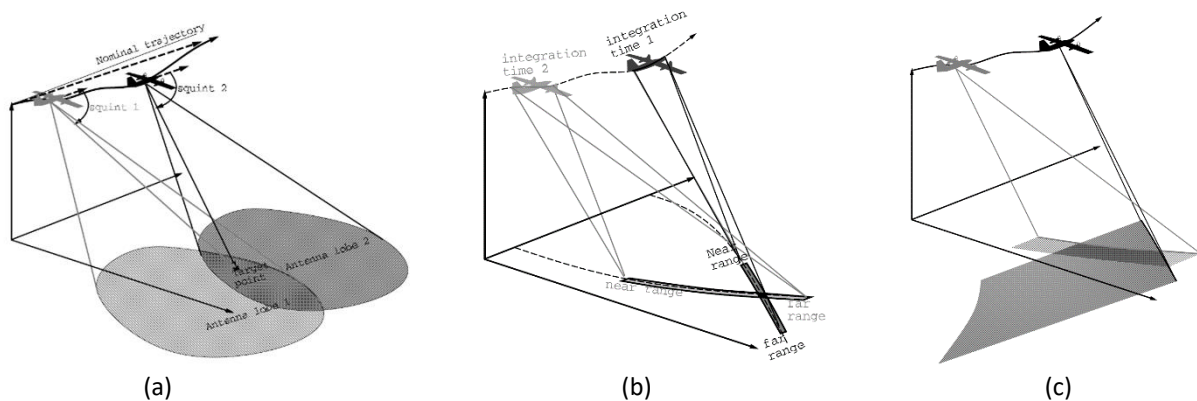 Nominal trajectory
squint 1
squint 2
Target
point
Antenna lobe 2
Antenna lobe 1
(a)
integration
time 1
integration
time 2
Near
range
near range
far
range
far
range
(b)
(c)